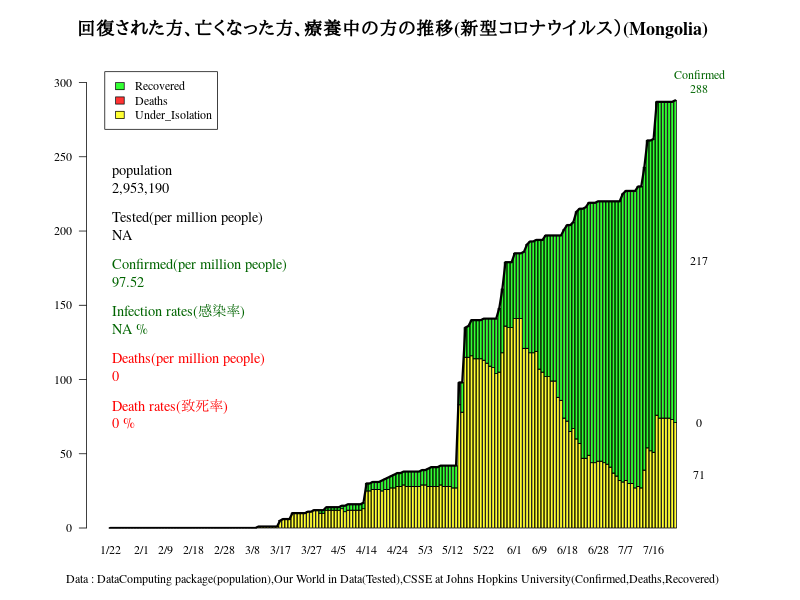 回復された方、亡くなった方、療養中の方の推移(新型コロナウイルス)(Mongolia)
Confirmed
288
Recovered
Deaths
Under_Isolation
population
2,953,190
Tested(per million people)
NA
Confirmed(per million people)
97.52
Infection rates(感染率)
NA %
Deaths(per million people)
0
Death rates(致死率)
0 %
300
250
200
150
100
50
0
217
0
71
1/22 2/1 2/9 2/18 2/28 3/8 3/17 3/27 4/5 4/14 4/24 5/3 5/12 5/22 6/1 6/9 6/18 6/28 7/7 7/16
Data : DataComputing package(population),Our World in Data(Tested),CSSE at Johns Hopkins University(Confirmed,Deaths,Recovered)